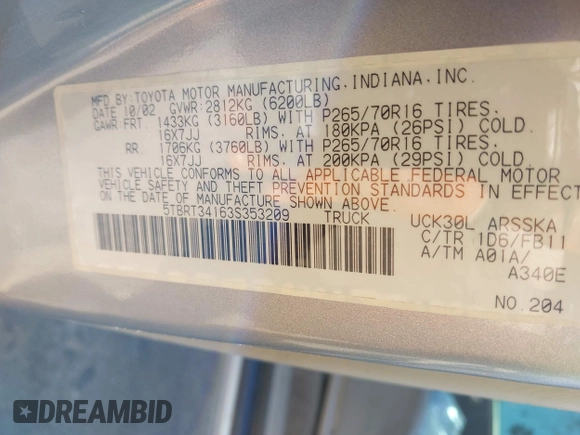 MFD.BY:TOYOTA MOTOR MANUFACTURING,INDIANA,INC.
DATE 10/02 GVWR:2812KG (6200LB)
GAWR FRT. 1433KG (3160LB) WITH P265/70R16 TIRES,
16X7JJ RIMS, AT 180KPA (26PSI) COLD.
RR. 1706KG (3760LB) WITH P265/70R16 TIRES,
16X7JJ RIMS, AT 200KPA (29PSI) COLD.
THIS VEHICLE CONFORMS TO ALL APPLICABLE FEDERAL MOTOR
VEHICLE SAFETY AND THEFT PREVENTION STANDARDS IN EFFECT
ON THE DATE OF MANUFACTURE SHOWN ABOVE.
5TBRT34163S353209 TRUCK
UCK30L ARSSKA
C/TR 1D6/FB11
A/TM A01A/
A340E
NO.204
DREAMBID